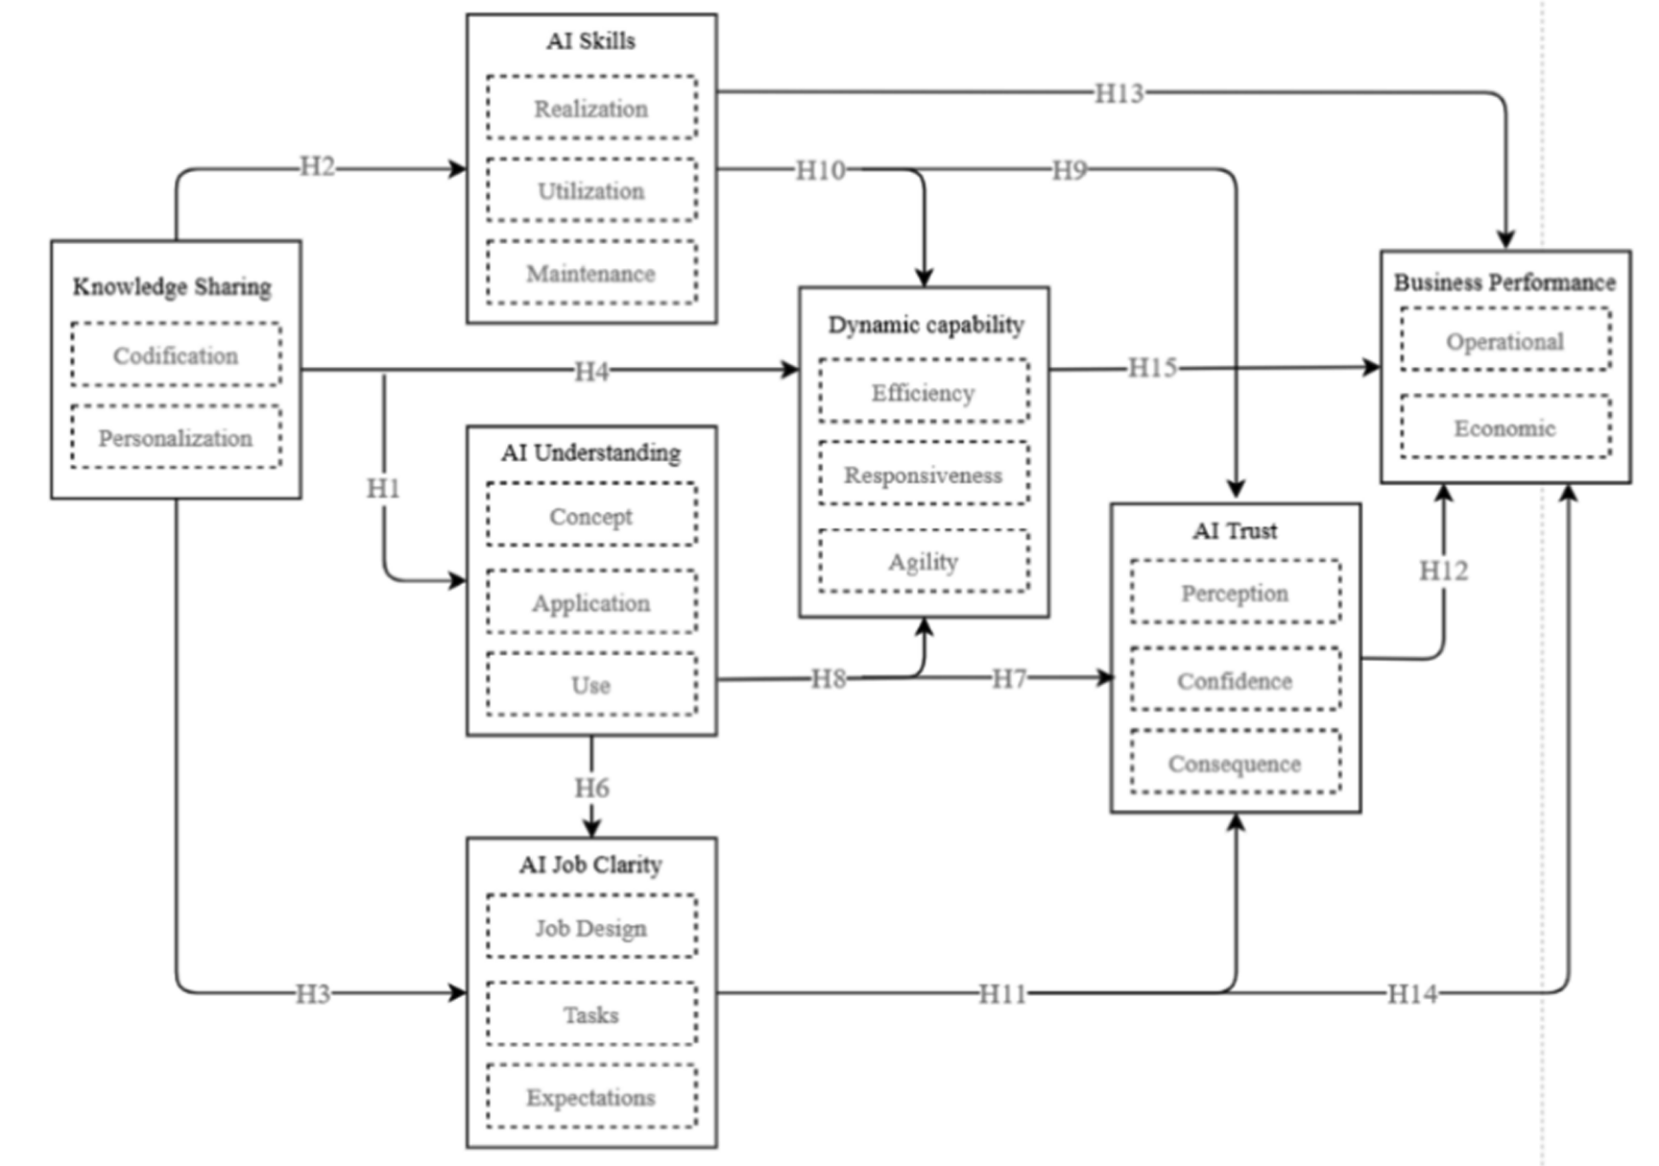 AI Skills
Realization
Utilization
Maintenance
H13
H2
H10
H9
Knowledge Sharing
Codification
Personalization
H4
H1
Dynamic capability
Efficiency
Responsiveness
Agility
H15
Business Performance
Operational
Economic
AI Understanding
Concept
Application
Use
H8
H7
AI Trust
Perception
Confidence
Consequence
H12
H6
AI Job Clarity
Job Design
Tasks
Expectations
H3
H11
H14